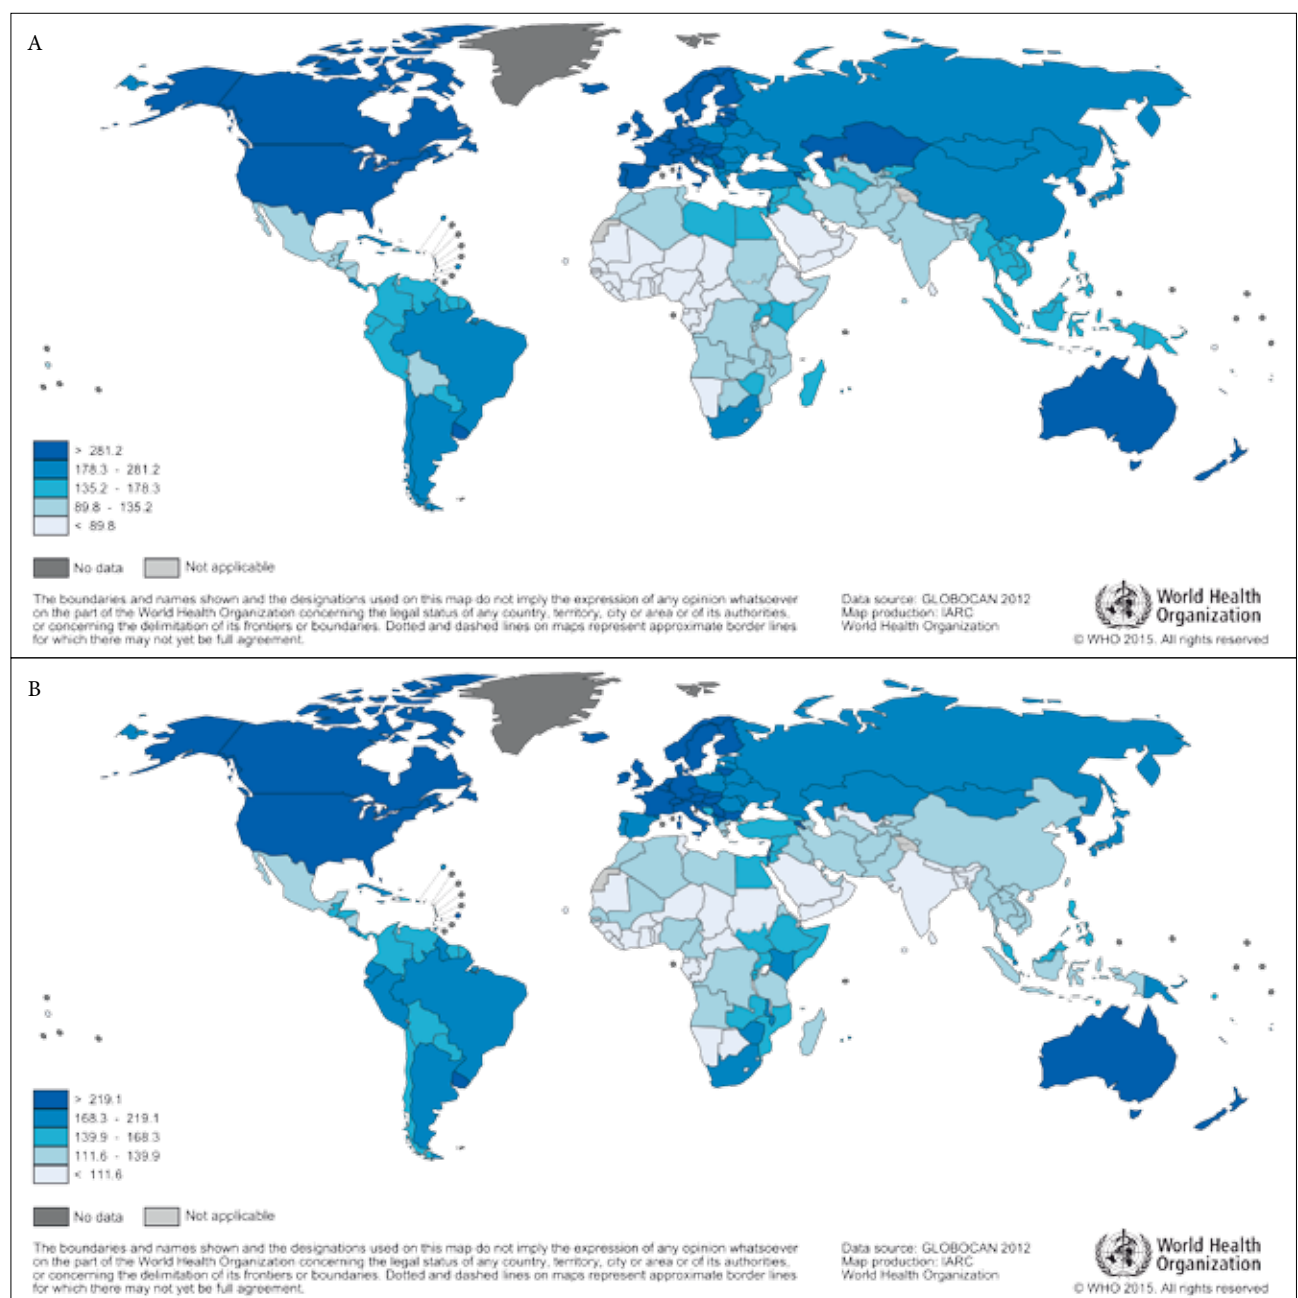 A
> 281.2
178.3 - 281.2
135.2 - 178.3
89.8 - 135.2
< 89.8
No data
Not applicable
The boundaries and names shown and the designations used on this map do not imply the expression of any opinion whatsoever
on the part of the World Health Organization concerning the legal status of any country, territory, city or area or of its authorities,
or concerning the delimitation of its frontiers or boundaries. Dotted and dashed lines on maps represent approximate border lines
for which there may not yet be full agreement.
Data source: GLOBOCAN 2012
Map production: IARC
World Health Organization
World Health
Organization
© WHO 2015. All rights reserved
B
> 219.1
168.3 - 219.1
139.9 - 168.3
111.6 - 139.9
< 111.6
No data
Not applicable
The boundaries and names shown and the designations used on this map do not imply the expression of any opinion whatsoever
on the part of the World Health Organization concerning the legal status of any country, territory, city or area or of its authorities,
or concerning the delimitation of its frontiers or boundaries. Dotted and dashed lines on maps represent approximate border lines
for which there may not yet be full agreement.
Data source: GLOBOCAN 2012
Map production: IARC
World Health Organization
World Health
Organization
© WHO 2015. All rights reserved